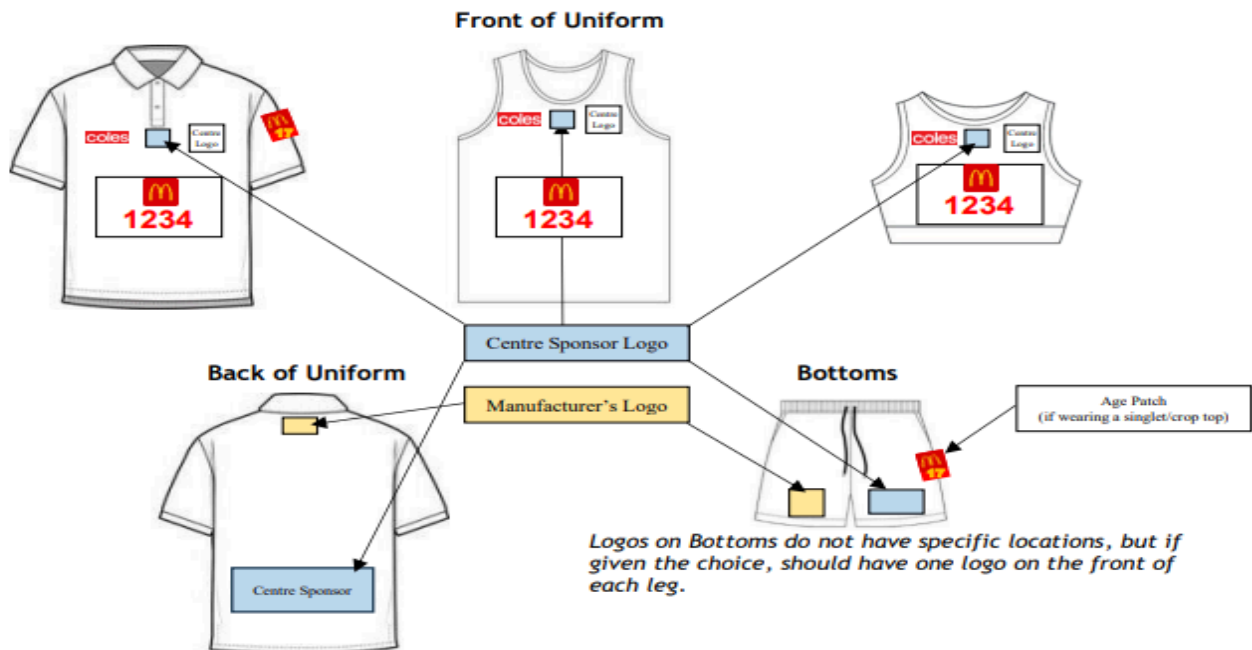 Front of Uniform
coles
Centre
Logo
17
1234
coles
Centre
Logo
1234
coles
Centre
Logo
1234
Centre Sponsor Logo
Back of Uniform
Manufacturer's Logo
Bottoms
Age Patch
(if wearing a singlet/crop top)
17
Centre Sponsor
Logos on Bottoms do not have specific locations, but if
given the choice, should have one logo on the front of
each leg.